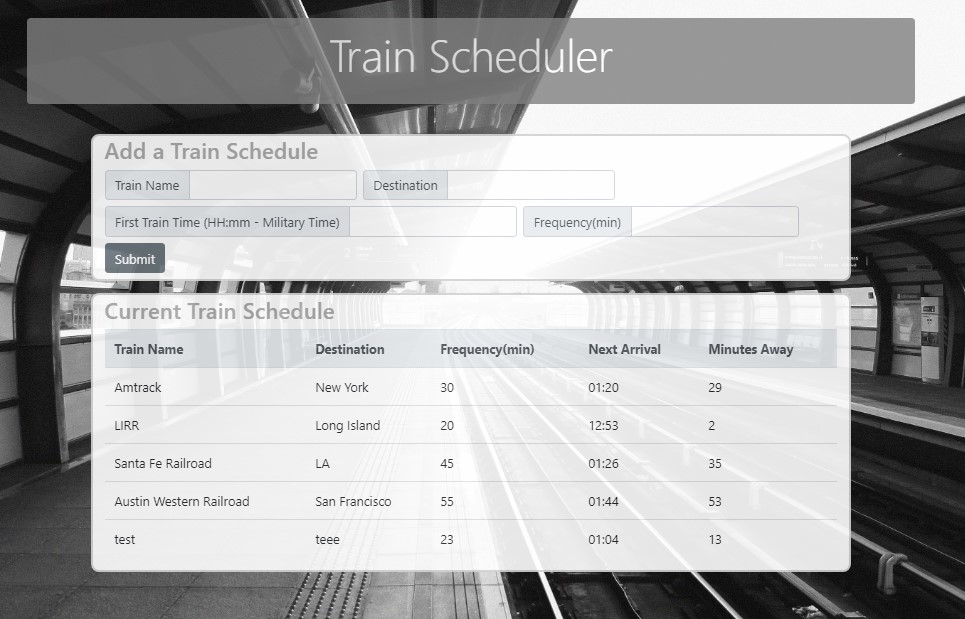 Train Scheduler
Add a Train Schedule
Train Name Destination
First Train Time (HH:mm - Military Time) Frequency(min)
Submit
Current Train Schedule
Train Name Destination Frequency(min) Next Arrival Minutes Away
Amtrack New York 30 01:20 29
LIRR Long Island 20 12:53 2
Santa Fe Railroad LA 45 01:26 35
Austin Western Railroad San Francisco 55 01:44 53
test teee 23 01:04 13